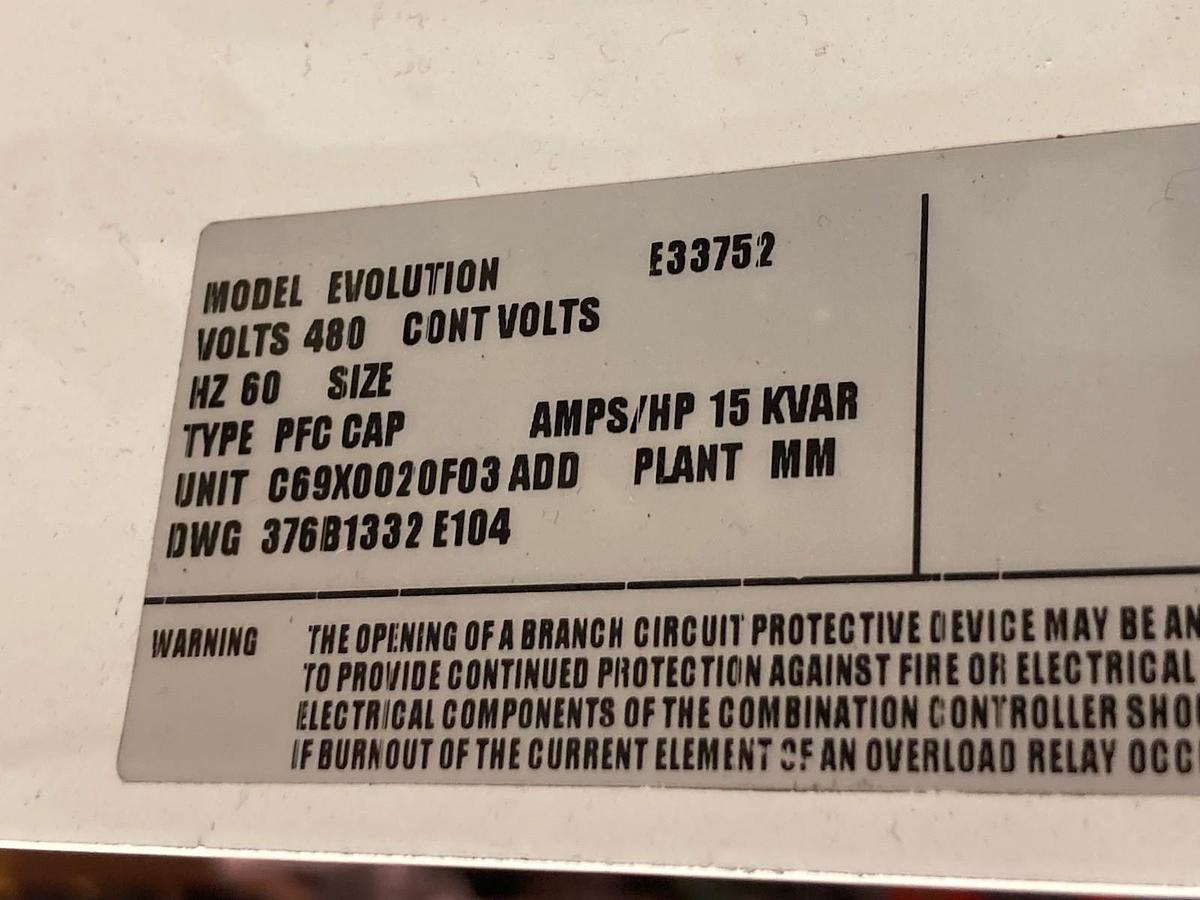 MODEL EVOLUTION E33752
VOLTS 480 CONT VOLTS
HZ 60 SIZE
TYPE PFC CAP AMPS/HP 15 KVAR
UNIT C69X0020F03 ADD PLANT MM
DWG 376B1332 E104
WARNING THE OPENING OF A BRANCH CIRCUIT PROTECTIVE DEVICE MAY BE AN
TO PROVIDE CONTINUED PROTECTION AGAINST FIRE OR ELECTRICAL
ELECTRICAL COMPONENTS OF THE COMBINATION CONTROLLER SHO
IF BURNOUT OF THE CURRENT ELEMENT OF AN OVERLOAD RELAY OCC